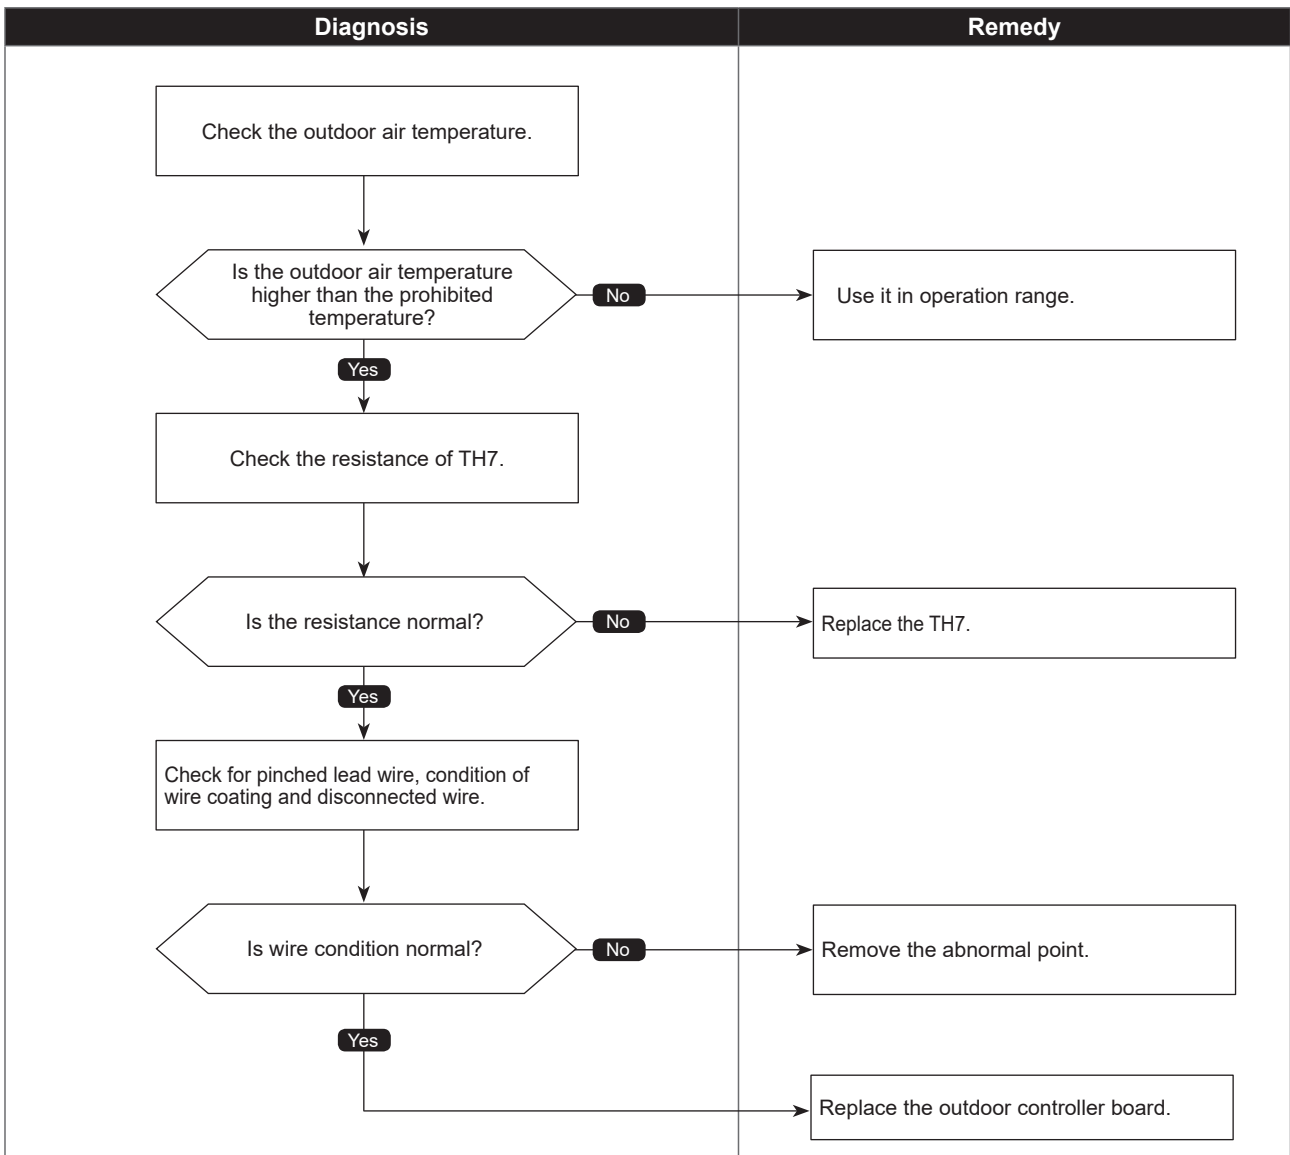 Diagnosis
Remedy
Check the outdoor air temperature.
Is the outdoor air temperature
higher than the prohibited
temperature?
No
Use it in operation range.
Yes
Check the resistance of TH7.
Is the resistance normal?
No
Replace the TH7.
Yes
Check for pinched lead wire, condition of
wire coating and disconnected wire.
Is wire condition normal?
No
Remove the abnormal point.
Yes
Replace the outdoor controller board.